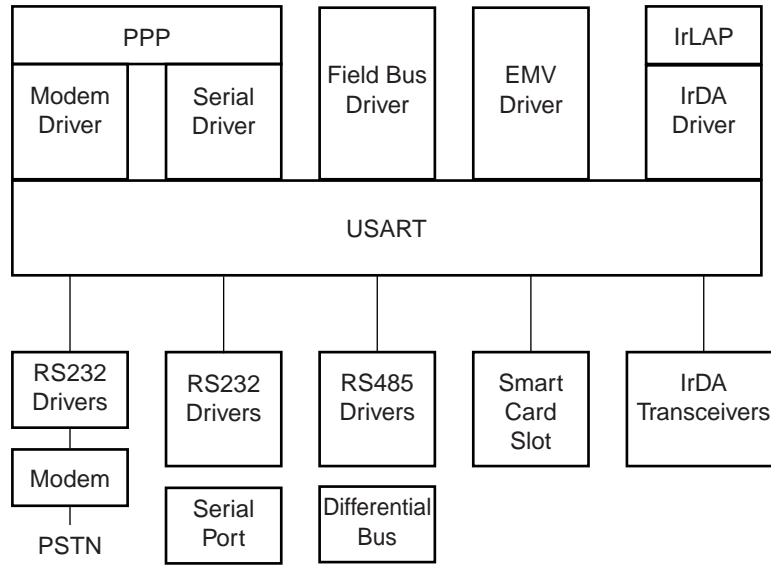 PPP
IrLAP
Modem
Driver
Serial
Driver
Field Bus
Driver
EMV
Driver
IrDA
Driver
USART
RS232
Drivers
RS232
Drivers
RS485
Drivers
Smart
Card
Slot
IrDA
Transceivers
Modem
PSTN
Serial
Port
Differential
Bus